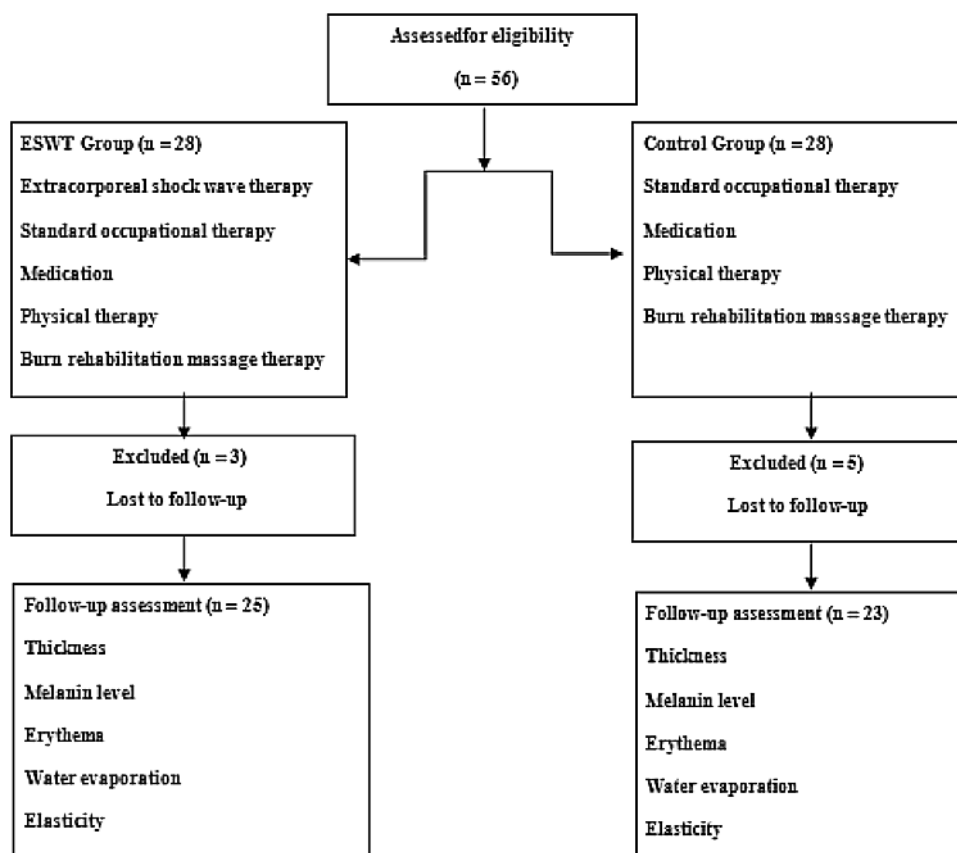 Assessedfor eligibility
(n = 56)
ESWT Group (n = 28)
Extracorporeal shock wave therapy
Standard occupational therapy
Medication
Physical therapy
Burn rehabilitation massage therapy
Control Group (n = 28)
Standard occupational therapy
Medication
Physical therapy
Burn rehabilitation massage therapy
Excluded (n = 3)
Lost to follow-up
Excluded (n = 5)
Lost to follow-up
Follow-up assessment (n = 25)
Thickness
Melanin level
Erythema
Water evaporation
Elasticity
Follow-up assessment (n = 23)
Thickness
Melanin level
Erythema
Water evaporation
Elasticity